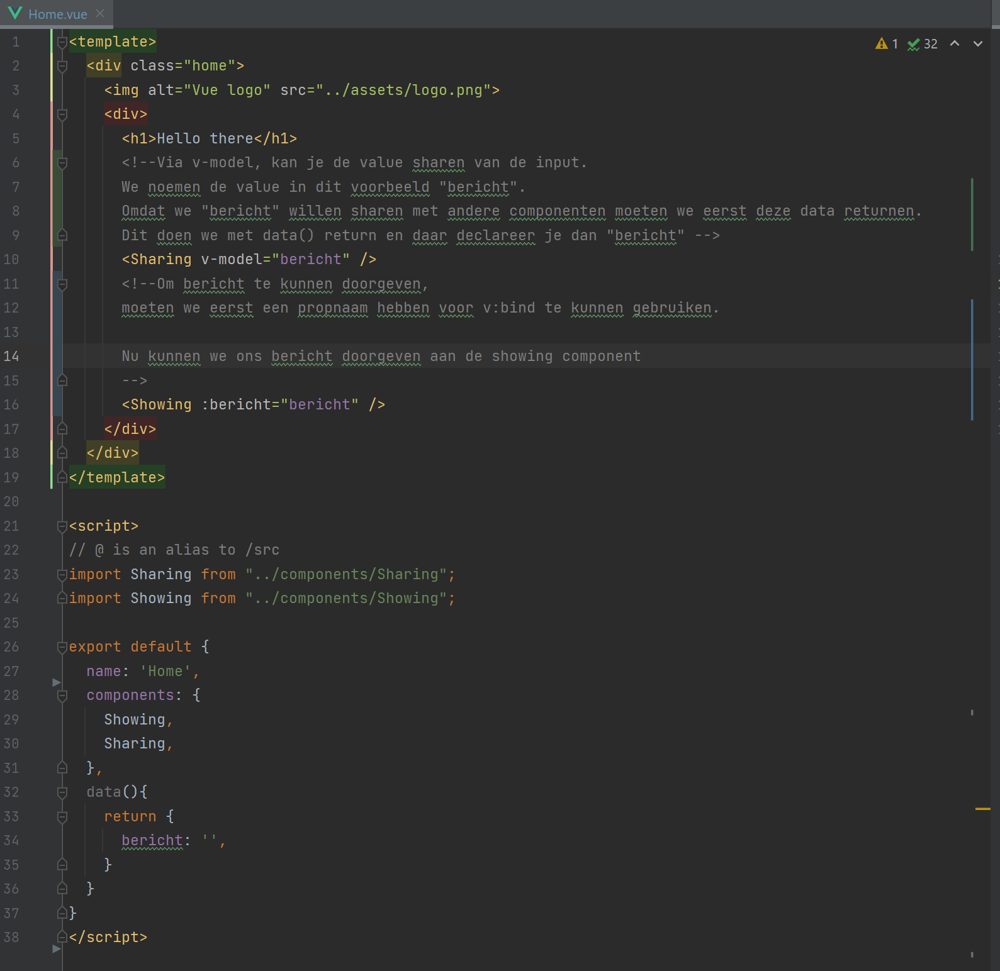 Home.vue
1 32
1 <template>
2 <div class="home">
3 <img alt="Vue logo" src="../assets/logo.png">
4 <div>
5 <h1>Hello there</h1>
6 <!--Via v-model, kan je de value sharen van de input.
7 We noemen de value in dit voorbeeld "bericht".
8 Omdat we "bericht" willen sharen met andere componenten moeten we eerst deze data returnen.
9 Dit doen we met data() return en daar declareer je dan "bericht" -->
10 <Sharing v-model="bericht" />
11 <!--Om bericht te kunnen doorgeven,
12 moeten we eerst een propnaam hebben voor v:bind te kunnen gebruiken.
13
14 Nu kunnen we ons bericht doorgeven aan de showing component
15 -->
16 <Showing :bericht="bericht" />
17 </div>
18 </div>
19 </template>
20
21 <script>
22 // @ is an alias to /src
23 import Sharing from "../components/Sharing";
24 import Showing from "../components/Showing";
25
26 export default {
27 name: 'Home',
28 components: {
29 Showing,
30 Sharing,
31 },
32 data(){
33 return {
34 bericht: '',
35 }
36 }
37 }
38 </script>